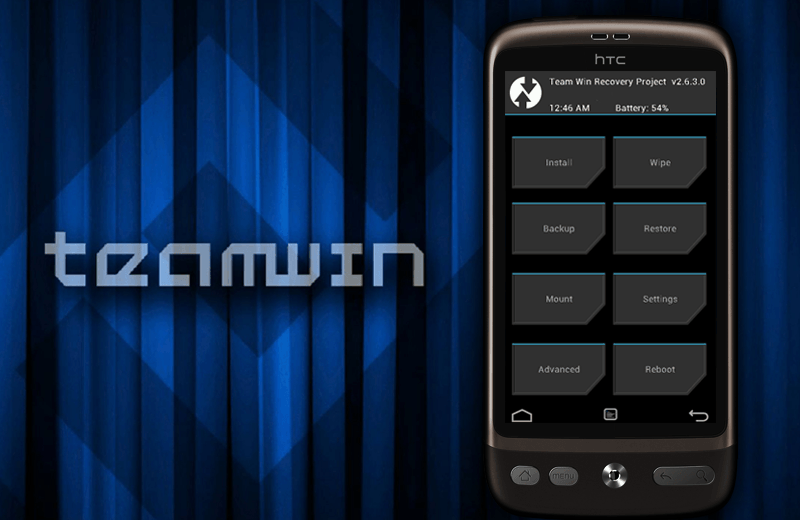 teamwin
htc
Team Win Recovery Project v2.6.3.0
12:46 AM Battery: 54%
Install Wipe
Backup Restore
Mount Settings
Advanced Reboot
MENU